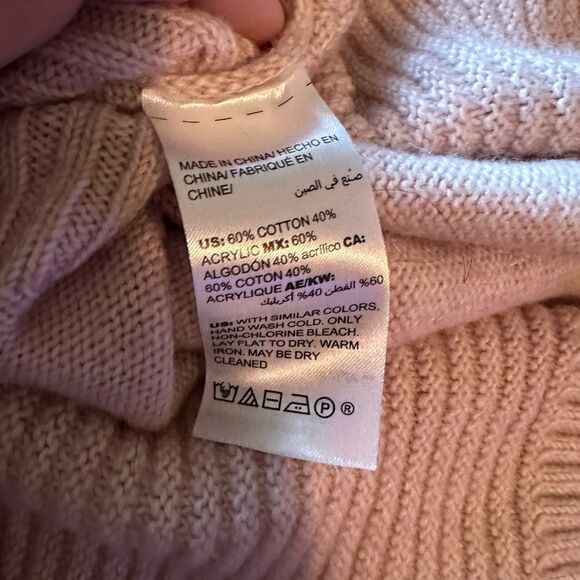 MADE IN CHINA/ HECHO EN
CHINA/ FABRIQUÉ EN
CHINE/
صنع في الصين
US: 60% COTTON 40%
ACRYLIC MX: 60%
ALGODÓN 40% acrílico CA:
60% COTON 40%
ACRYLIQUE AE/KW:
60% القطن 40% أكريليك
US: WITH SIMILAR COLORS.
HAND WASH COLD. ONLY
NON-CHLORINE BLEACH.
LAY FLAT TO DRY. WARM
IRON. MAY BE DRY
CLEANED
P ®